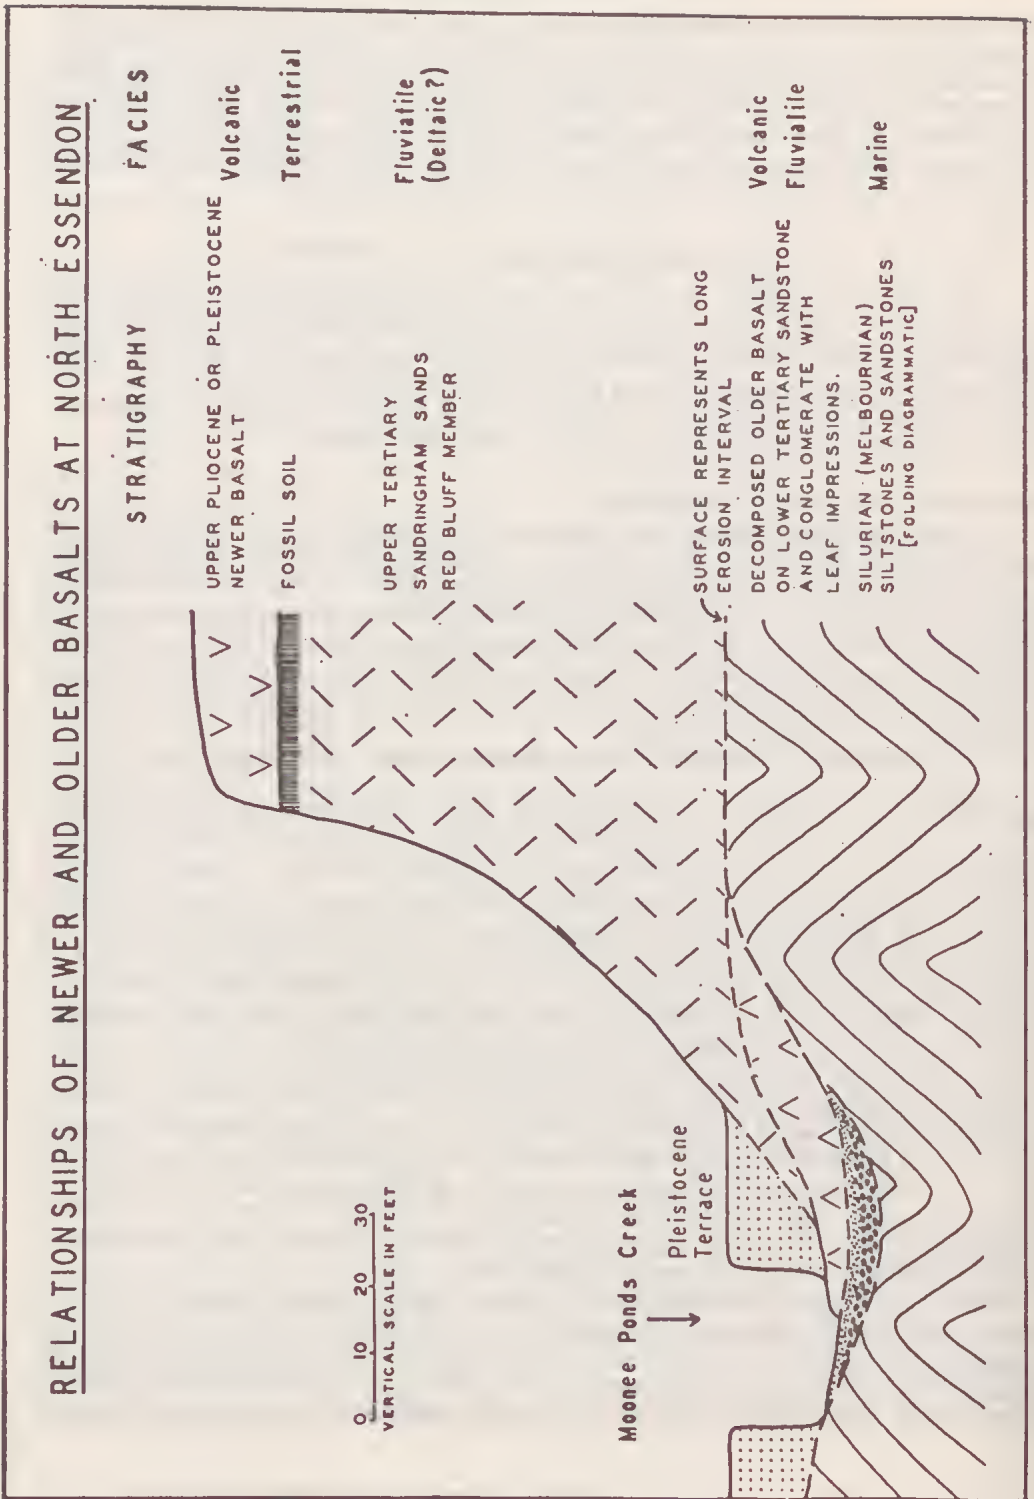 RELATIONSHIPS OF NEWER AND OLDER BASALTS AT NORTH ESSENDON
STRATIGRAPHY
FACIES
UPPER PLIOCENE OR PLEISTOCENE
NEWER BASALT
Volcanic
FOSSIL SOIL
Terrestrial
UPPER TERTIARY
SANDRINGHAM SANDS
RED BLUFF MEMBER
Fluviatile
(Deltaic ?)
0 10 20 30
VERTICAL SCALE IN FEET
Moonee Ponds Creek
Pleistocene
Terrace
SURFACE REPRESENTS LONG
EROSION INTERVAL
DECOMPOSED OLDER BASALT
ON LOWER TERTIARY SANDSTONE
AND CONGLOMERATE WITH
LEAF IMPRESSIONS.
Volcanic
Fluviatile
SILURIAN (MELBOURNIAN)
SILTSTONES AND SANDSTONES
[FOLDING DIAGRAMMATIC]
Marine